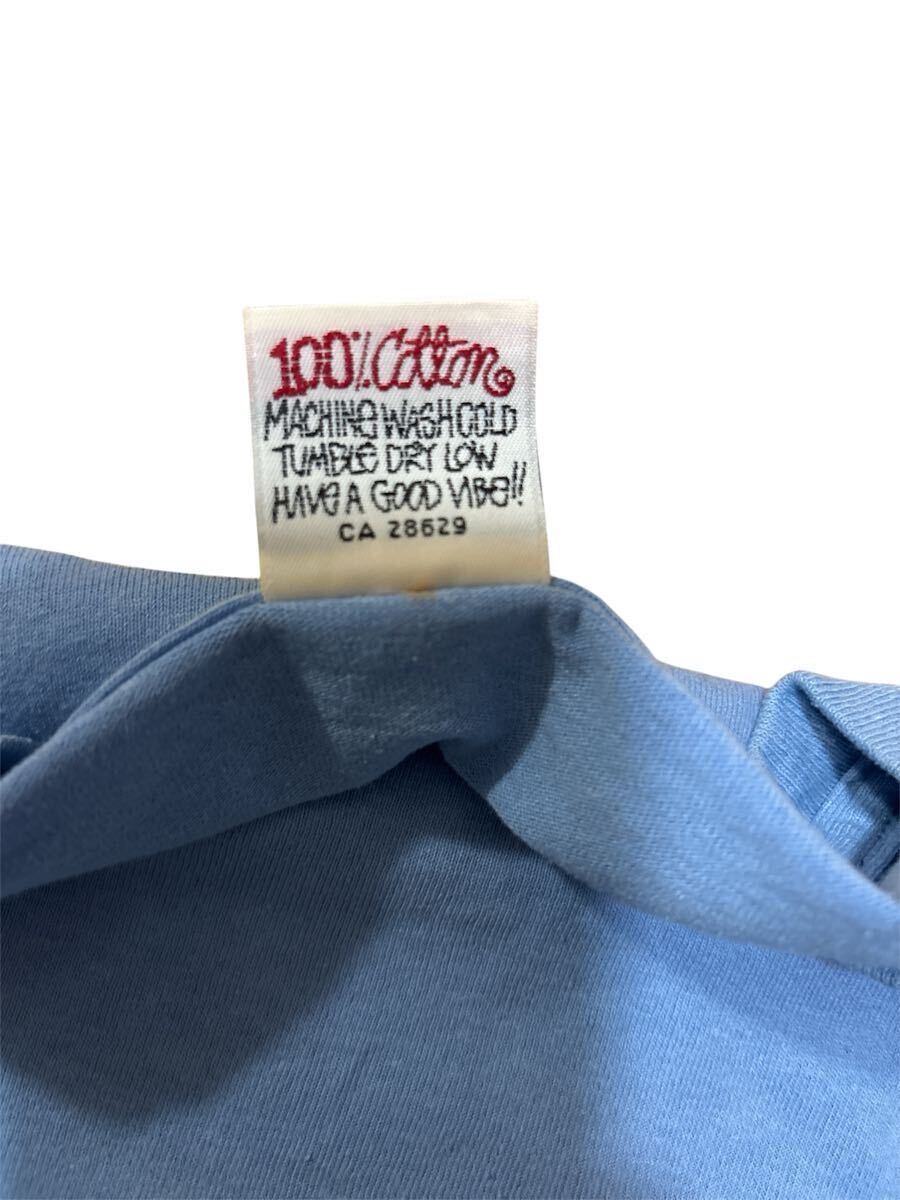 100% Cotton
MACHINE WASH COLD
TUMBLE DRY LOW
HAVE A GOOD VIBE!!
CA 28629